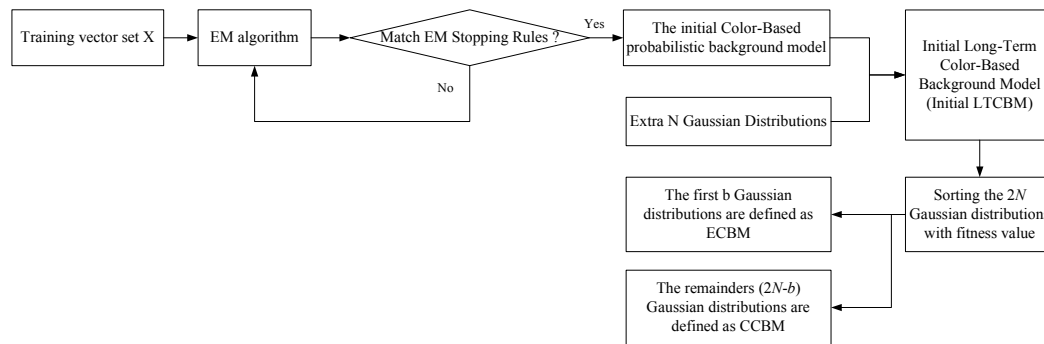 Training vector set X
EM algorithm
Match EM Stopping Rules ?
Yes
No
The initial Color-Based
probabilistic background model
Extra N Gaussian Distributions
Initial Long-Term
Color-Based
Background Model
(Initial LTCBM)
Sorting the 2N
Gaussian distribution
with fitness value
The first b Gaussian
distributions are defined as
ECBM
The remainders (2N-b)
Gaussian distributions are
defined as CCBM